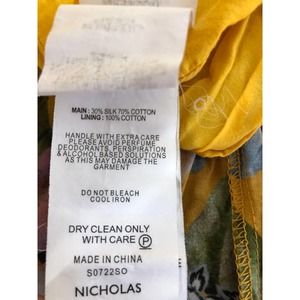 MAIN : 30% SILK 70% COTTON
LINING : 100% COTTON
HANDLE WITH EXTRA CARE
PLEASE AVOID PERFUME
DEODORANTS, PERSPIRATION
& ALCOHOL BASED SOLUTIONS
AS THIS MAY DAMAGE THE
GARMENT
DO NOT BLEACH
COOL IRON
DRY CLEAN ONLY
WITH CARE Ⓟ
MADE IN CHINA
S0722SO
NICHOLAS